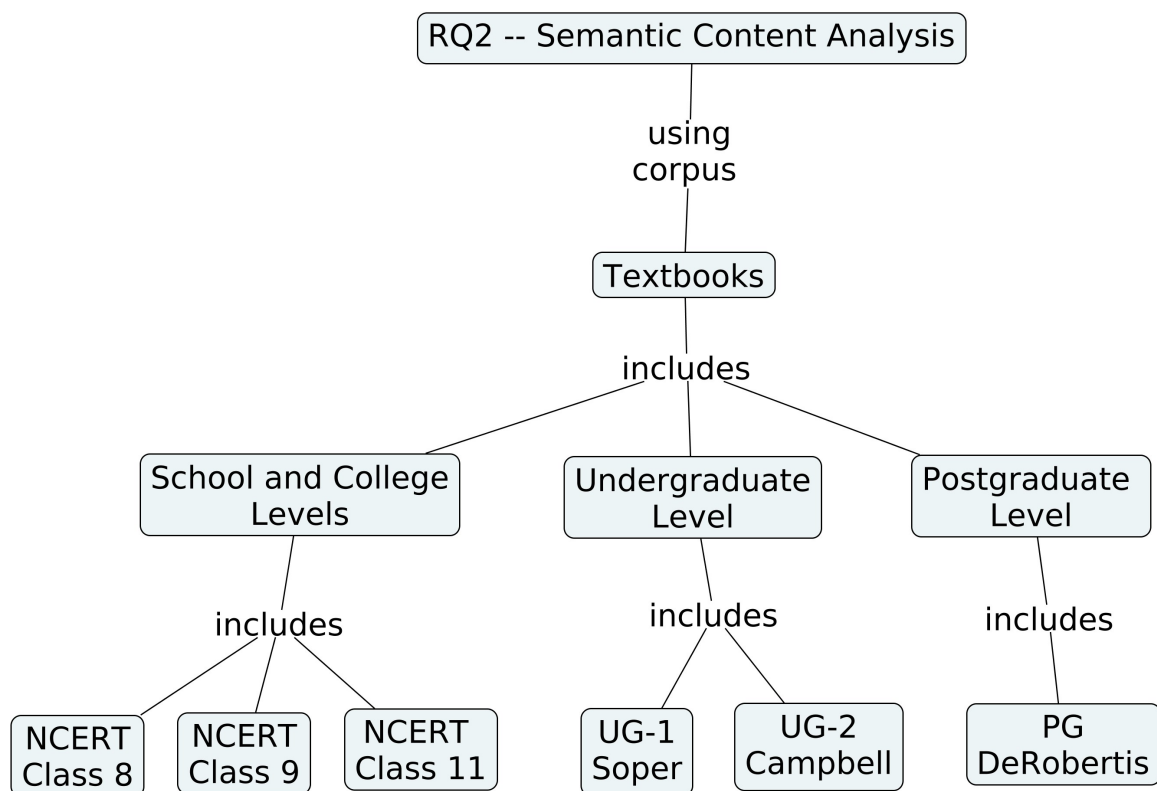 RQ2 -- Semantic Content Analysis
using
corpus
Textbooks
includes
School and College
Levels
Undergraduate
Level
Postgraduate
Level
includes
includes
includes
NCERT
Class 8
NCERT
Class 9
NCERT
Class 11
UG-1
Soper
UG-2
Campbell
PG
DeRobertis